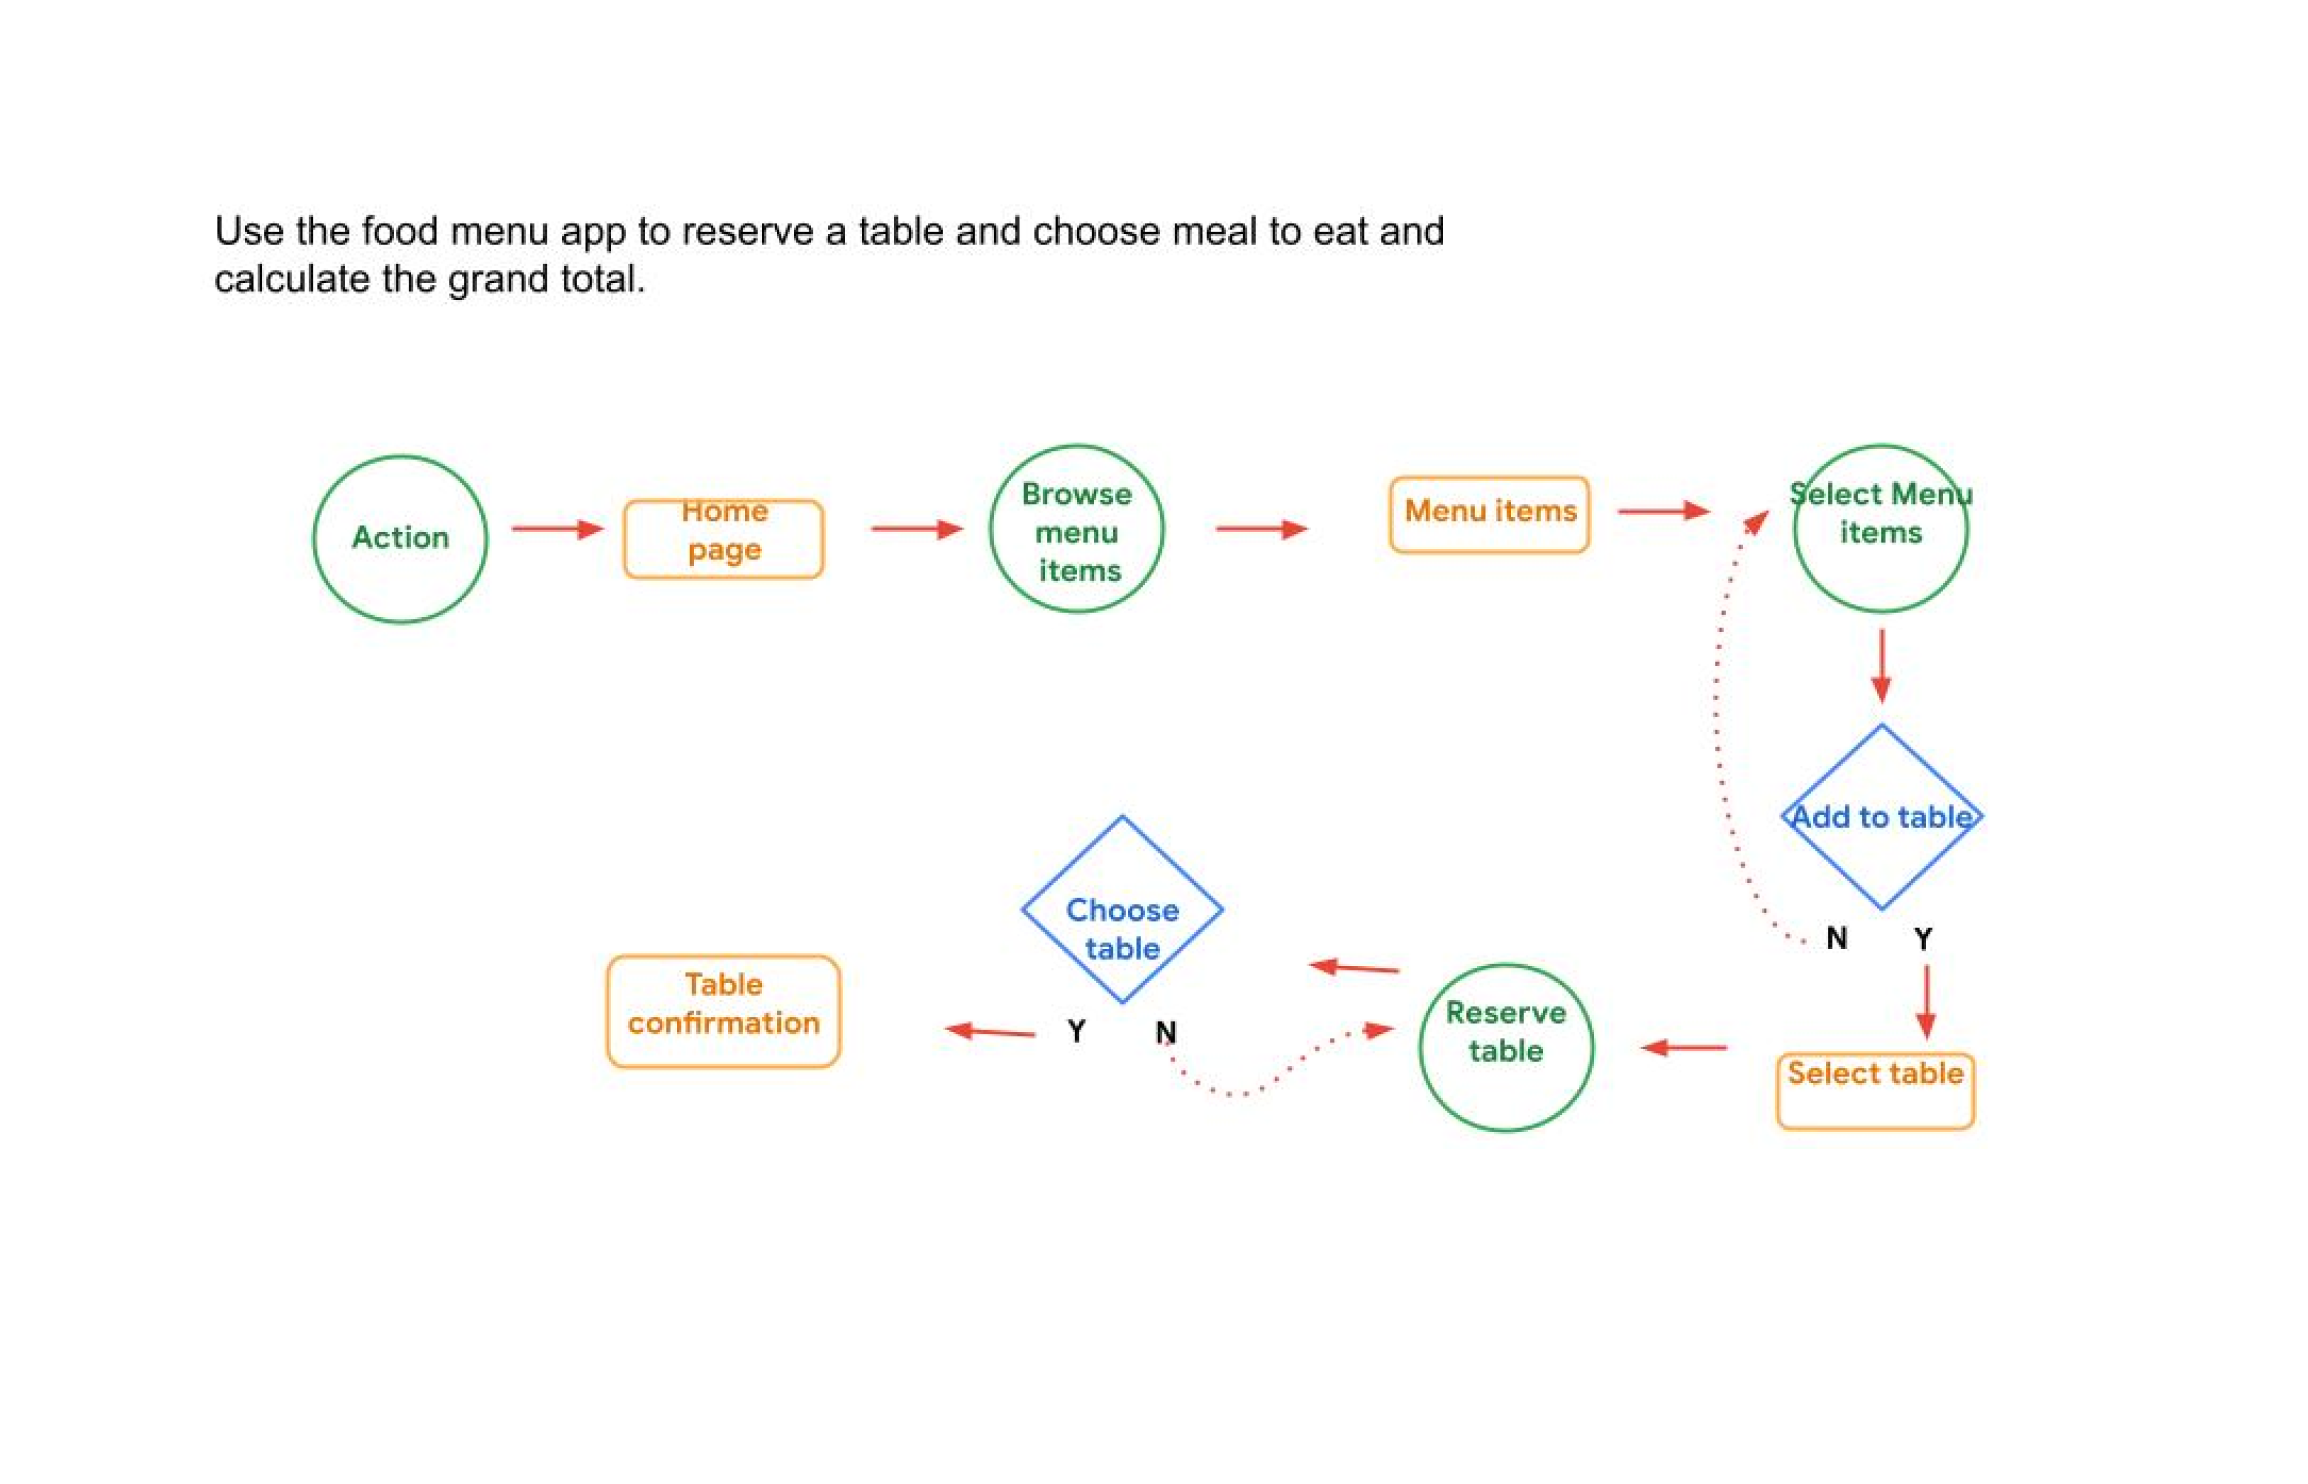 Use the food menu app to reserve a table and choose meal to eat and
calculate the grand total.
Action
Home
page
Browse
menu
items
Menu items
Select Menu
items
Add to table
N
Y
Select table
Reserve
table
Choose
table
Y
N
Table
confirmation